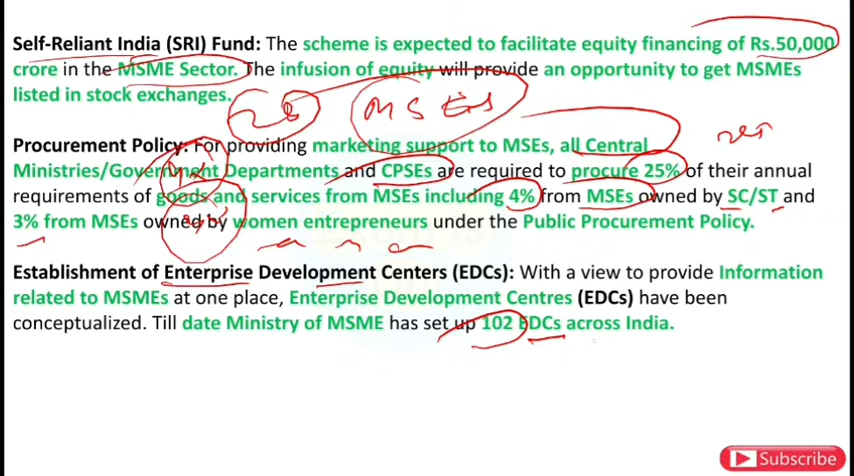 Self-Reliant India (SRI) Fund: The scheme is expected to facilitate equity financing of Rs.50,000
crore in the MSME Sector. The infusion of equity will provide an opportunity to get MSMEs
listed in stock exchanges.
25 MSEs
Procurement Policy: For providing marketing support to MSEs, all Central
Ministries/Government Departments and CPSEs are required to procure 25% of their annual
requirements of goods and services from MSEs including 4% from MSEs owned by SC/ST and
3% from MSEs owned by women entrepreneurs under the Public Procurement Policy.
Establishment of Enterprise Development Centers (EDCs): With a view to provide Information
related to MSMEs at one place, Enterprise Development Centres (EDCs) have been
conceptualized. Till date Ministry of MSME has set up 102 EDCs across India.
Subscribe